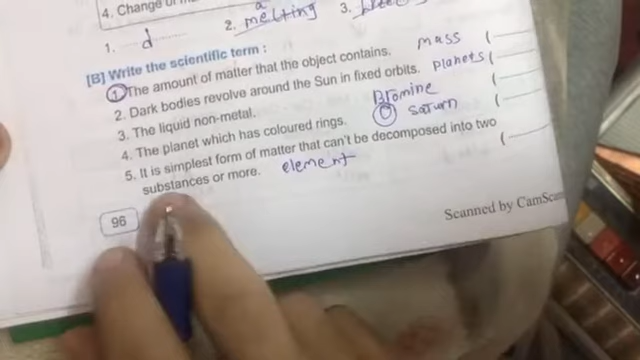 4. Change of
1. d 2. a melting 3.
[B] Write the scientific term :
1. The amount of matter that the object contains. mass (
2. Dark bodies revolve around the Sun in fixed orbits. planets (
3. The liquid non-metal. Bromine (
4. The planet which has coloured rings. saturn (
5. It is simplest form of matter that can't be decomposed into two
substances or more. element (
96
Scanned by CamScan